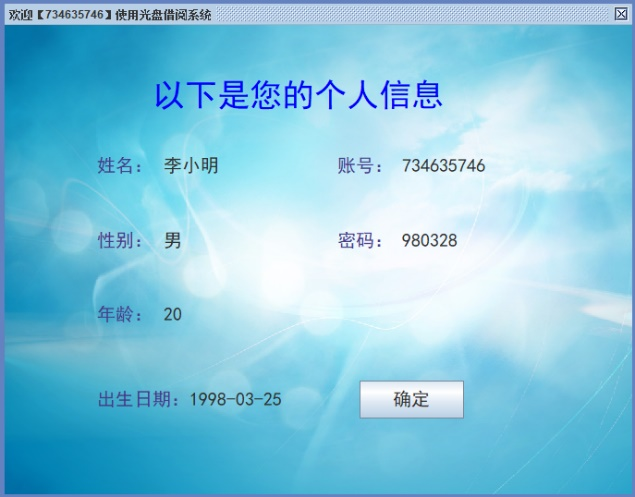 欢迎【734635746】使用光盘借阅系统
以下是您的个人信息
姓名: 李小明 账号: 734635746
性别: 男 密码: 980328
年龄: 20
出生日期: 1998-03-25 确定